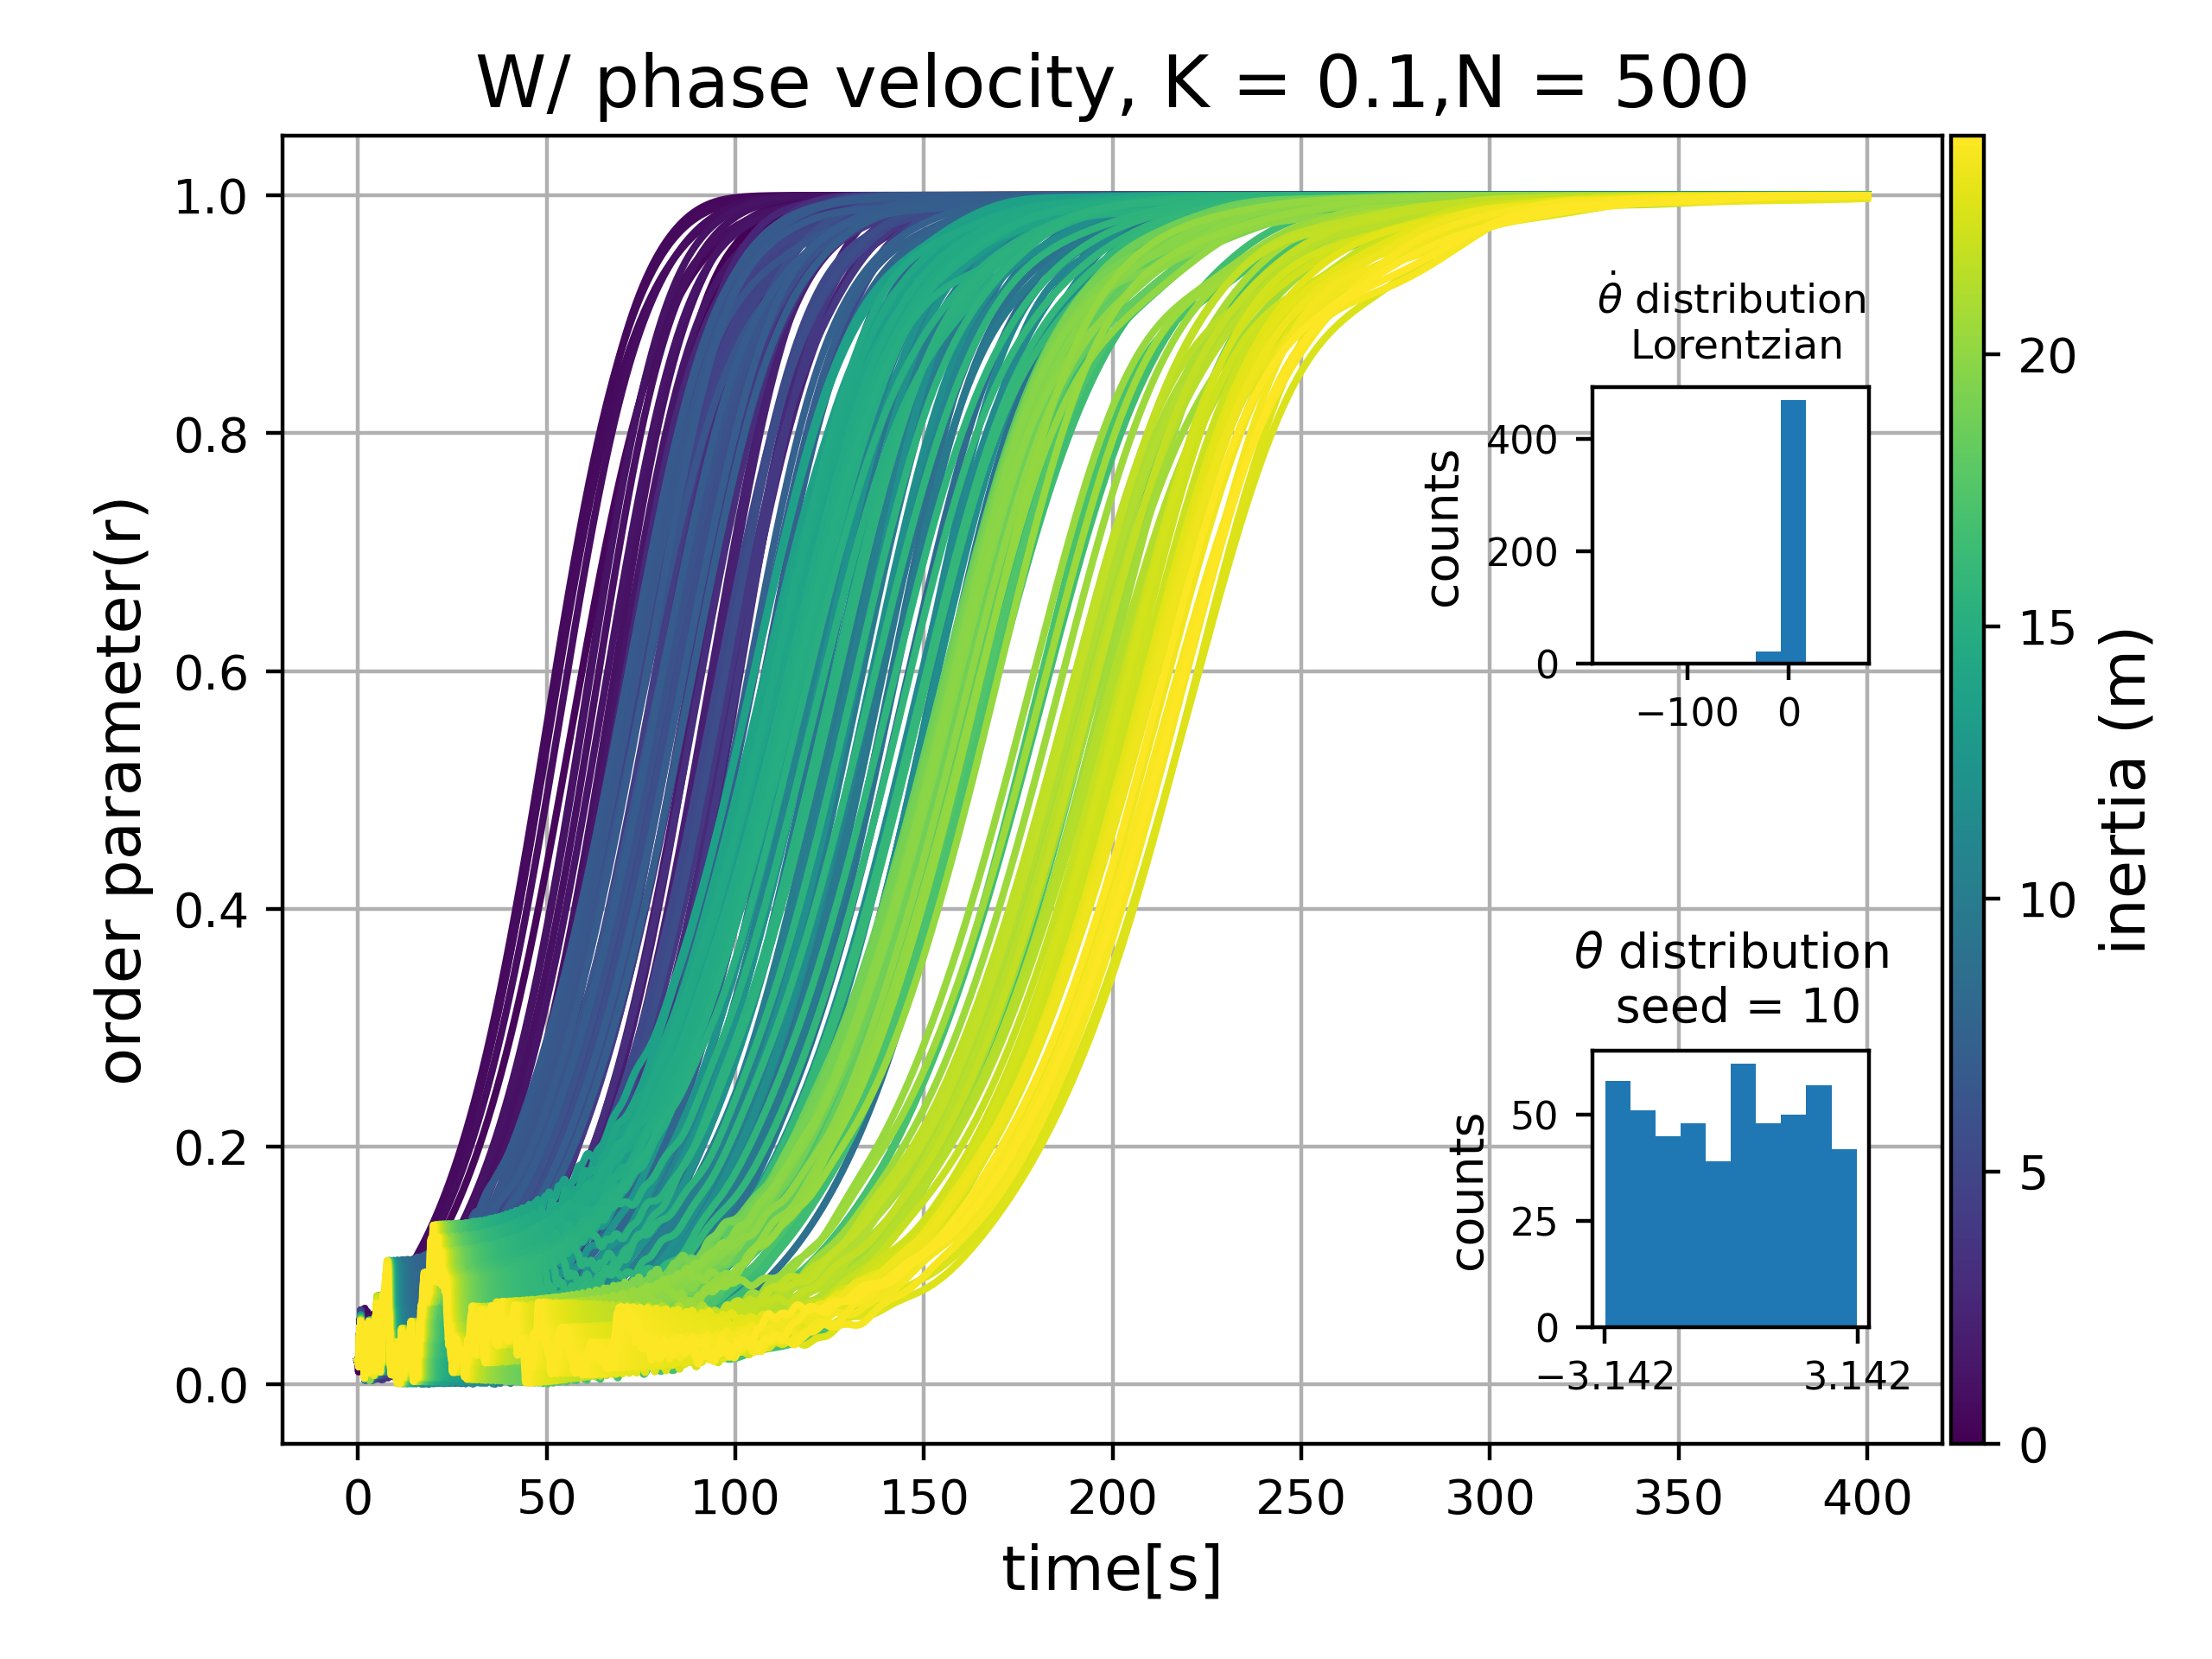 W/ phase velocity, K = 0.1,N = 500
order parameter(r)
1.0
0.8
0.6
0.4
0.2
0.0
0 50 100 150 200 250 300 350 400
time[s]
θ̇ distribution
Lorentzian
counts
400
200
0
−100 0
θ distribution
seed = 10
counts
50
25
0
−3.142 3.142
20
15
10
5
0
inertia (m)